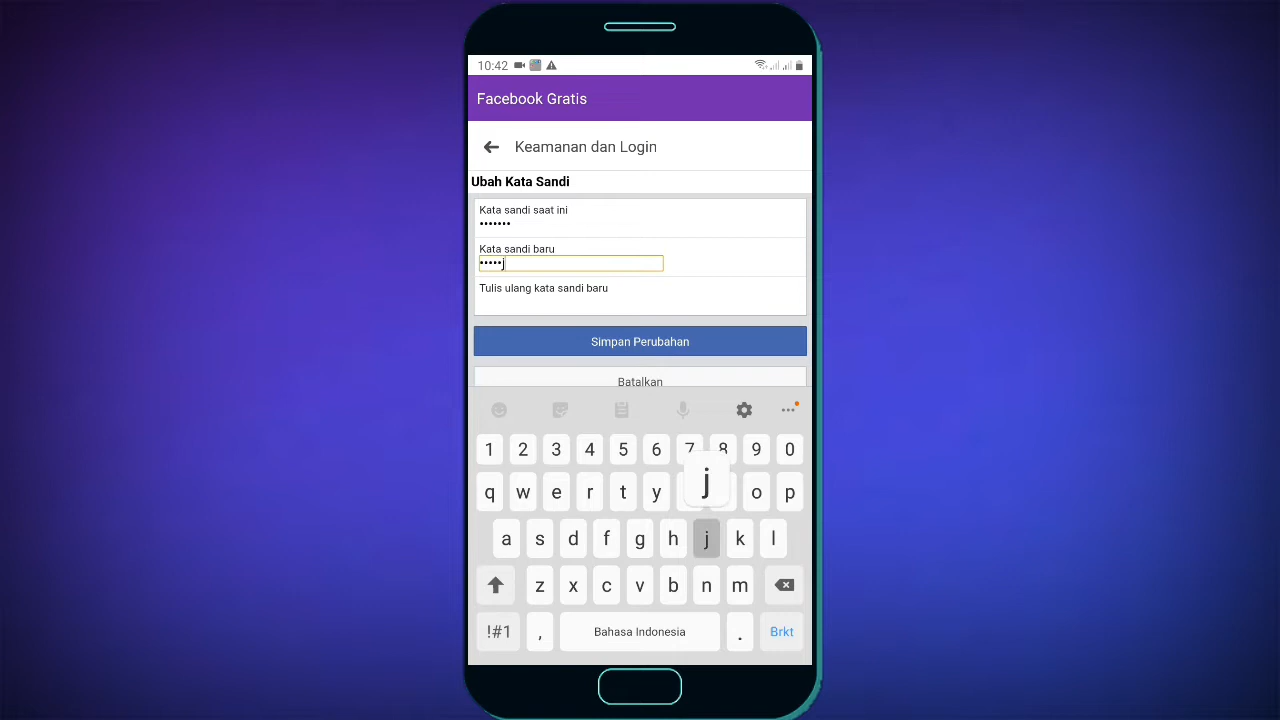 10:42
Facebook Gratis
Keamanan dan Login
Ubah Kata Sandi
Kata sandi saat ini
•••••••
Kata sandi baru
•••••j
Tulis ulang kata sandi baru
Simpan Perubahan
Batalkan
1 2 3 4 5 6 7 8 9 0
j
q w e r t y o p
a s d f g h j k l
z x c v b n m
!#1 , Bahasa Indonesia . Brkt